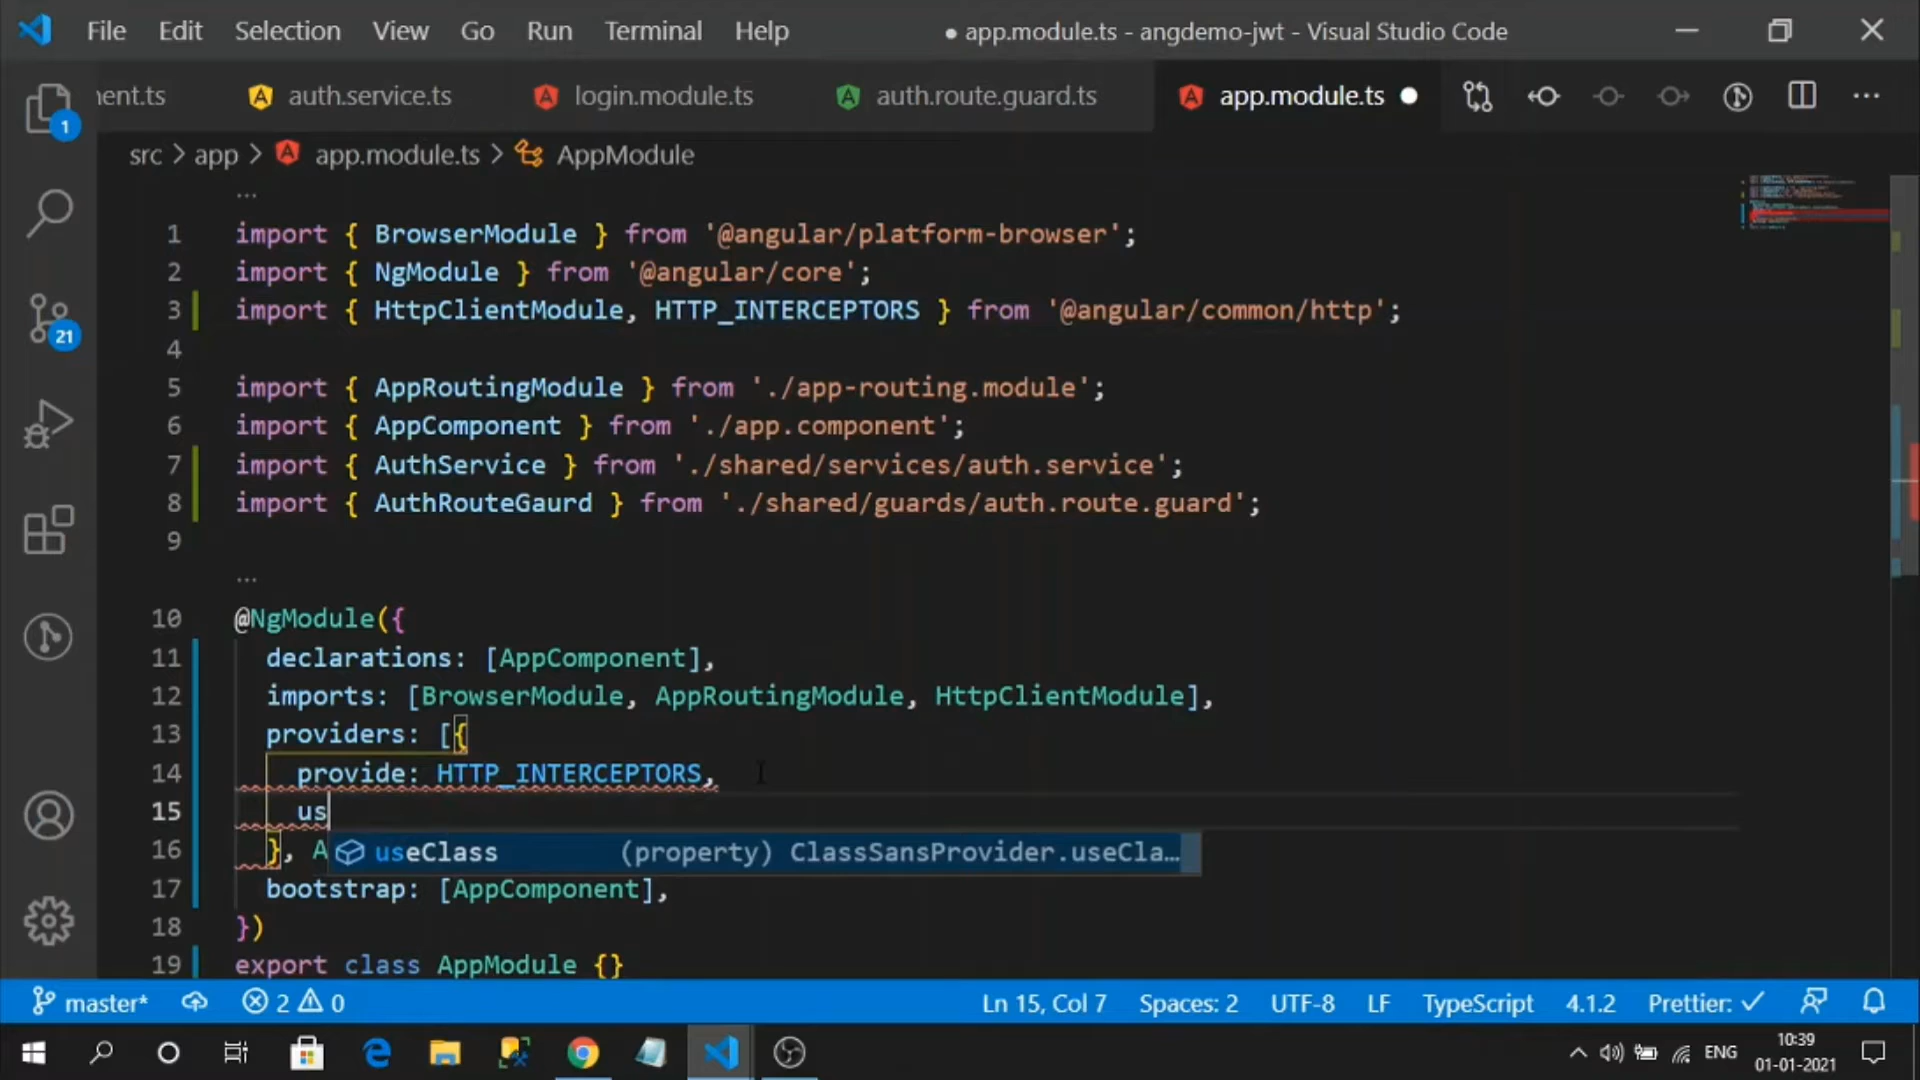 File Edit Selection View Go Run Terminal Help ● app.module.ts - angdemo-jwt - Visual Studio Code
nent.ts auth.service.ts login.module.ts auth.route.guard.ts app.module.ts ● ...
1
src > app > app.module.ts > AppModule
...
1 import { BrowserModule } from '@angular/platform-browser';
2 import { NgModule } from '@angular/core';
3 import { HttpClientModule, HTTP_INTERCEPTORS } from '@angular/common/http';
21
4
5 import { AppRoutingModule } from './app-routing.module';
6 import { AppComponent } from './app.component';
7 import { AuthService } from './shared/services/auth.service';
8 import { AuthRouteGaurd } from './shared/guards/auth.route.guard';
9
...
10 @NgModule({
11 declarations: [AppComponent],
12 imports: [BrowserModule, AppRoutingModule, HttpClientModule],
13 providers: [{
14 provide: HTTP_INTERCEPTORS,
15 us
16 }, A useClass (property) ClassSansProvider.useCla…
17 bootstrap: [AppComponent],
18 })
19 export class AppModule {}
master* 2 0 Ln 15, Col 7 Spaces: 2 UTF-8 LF TypeScript 4.1.2 Prettier: ✓
ENG 10:39
01-01-2021